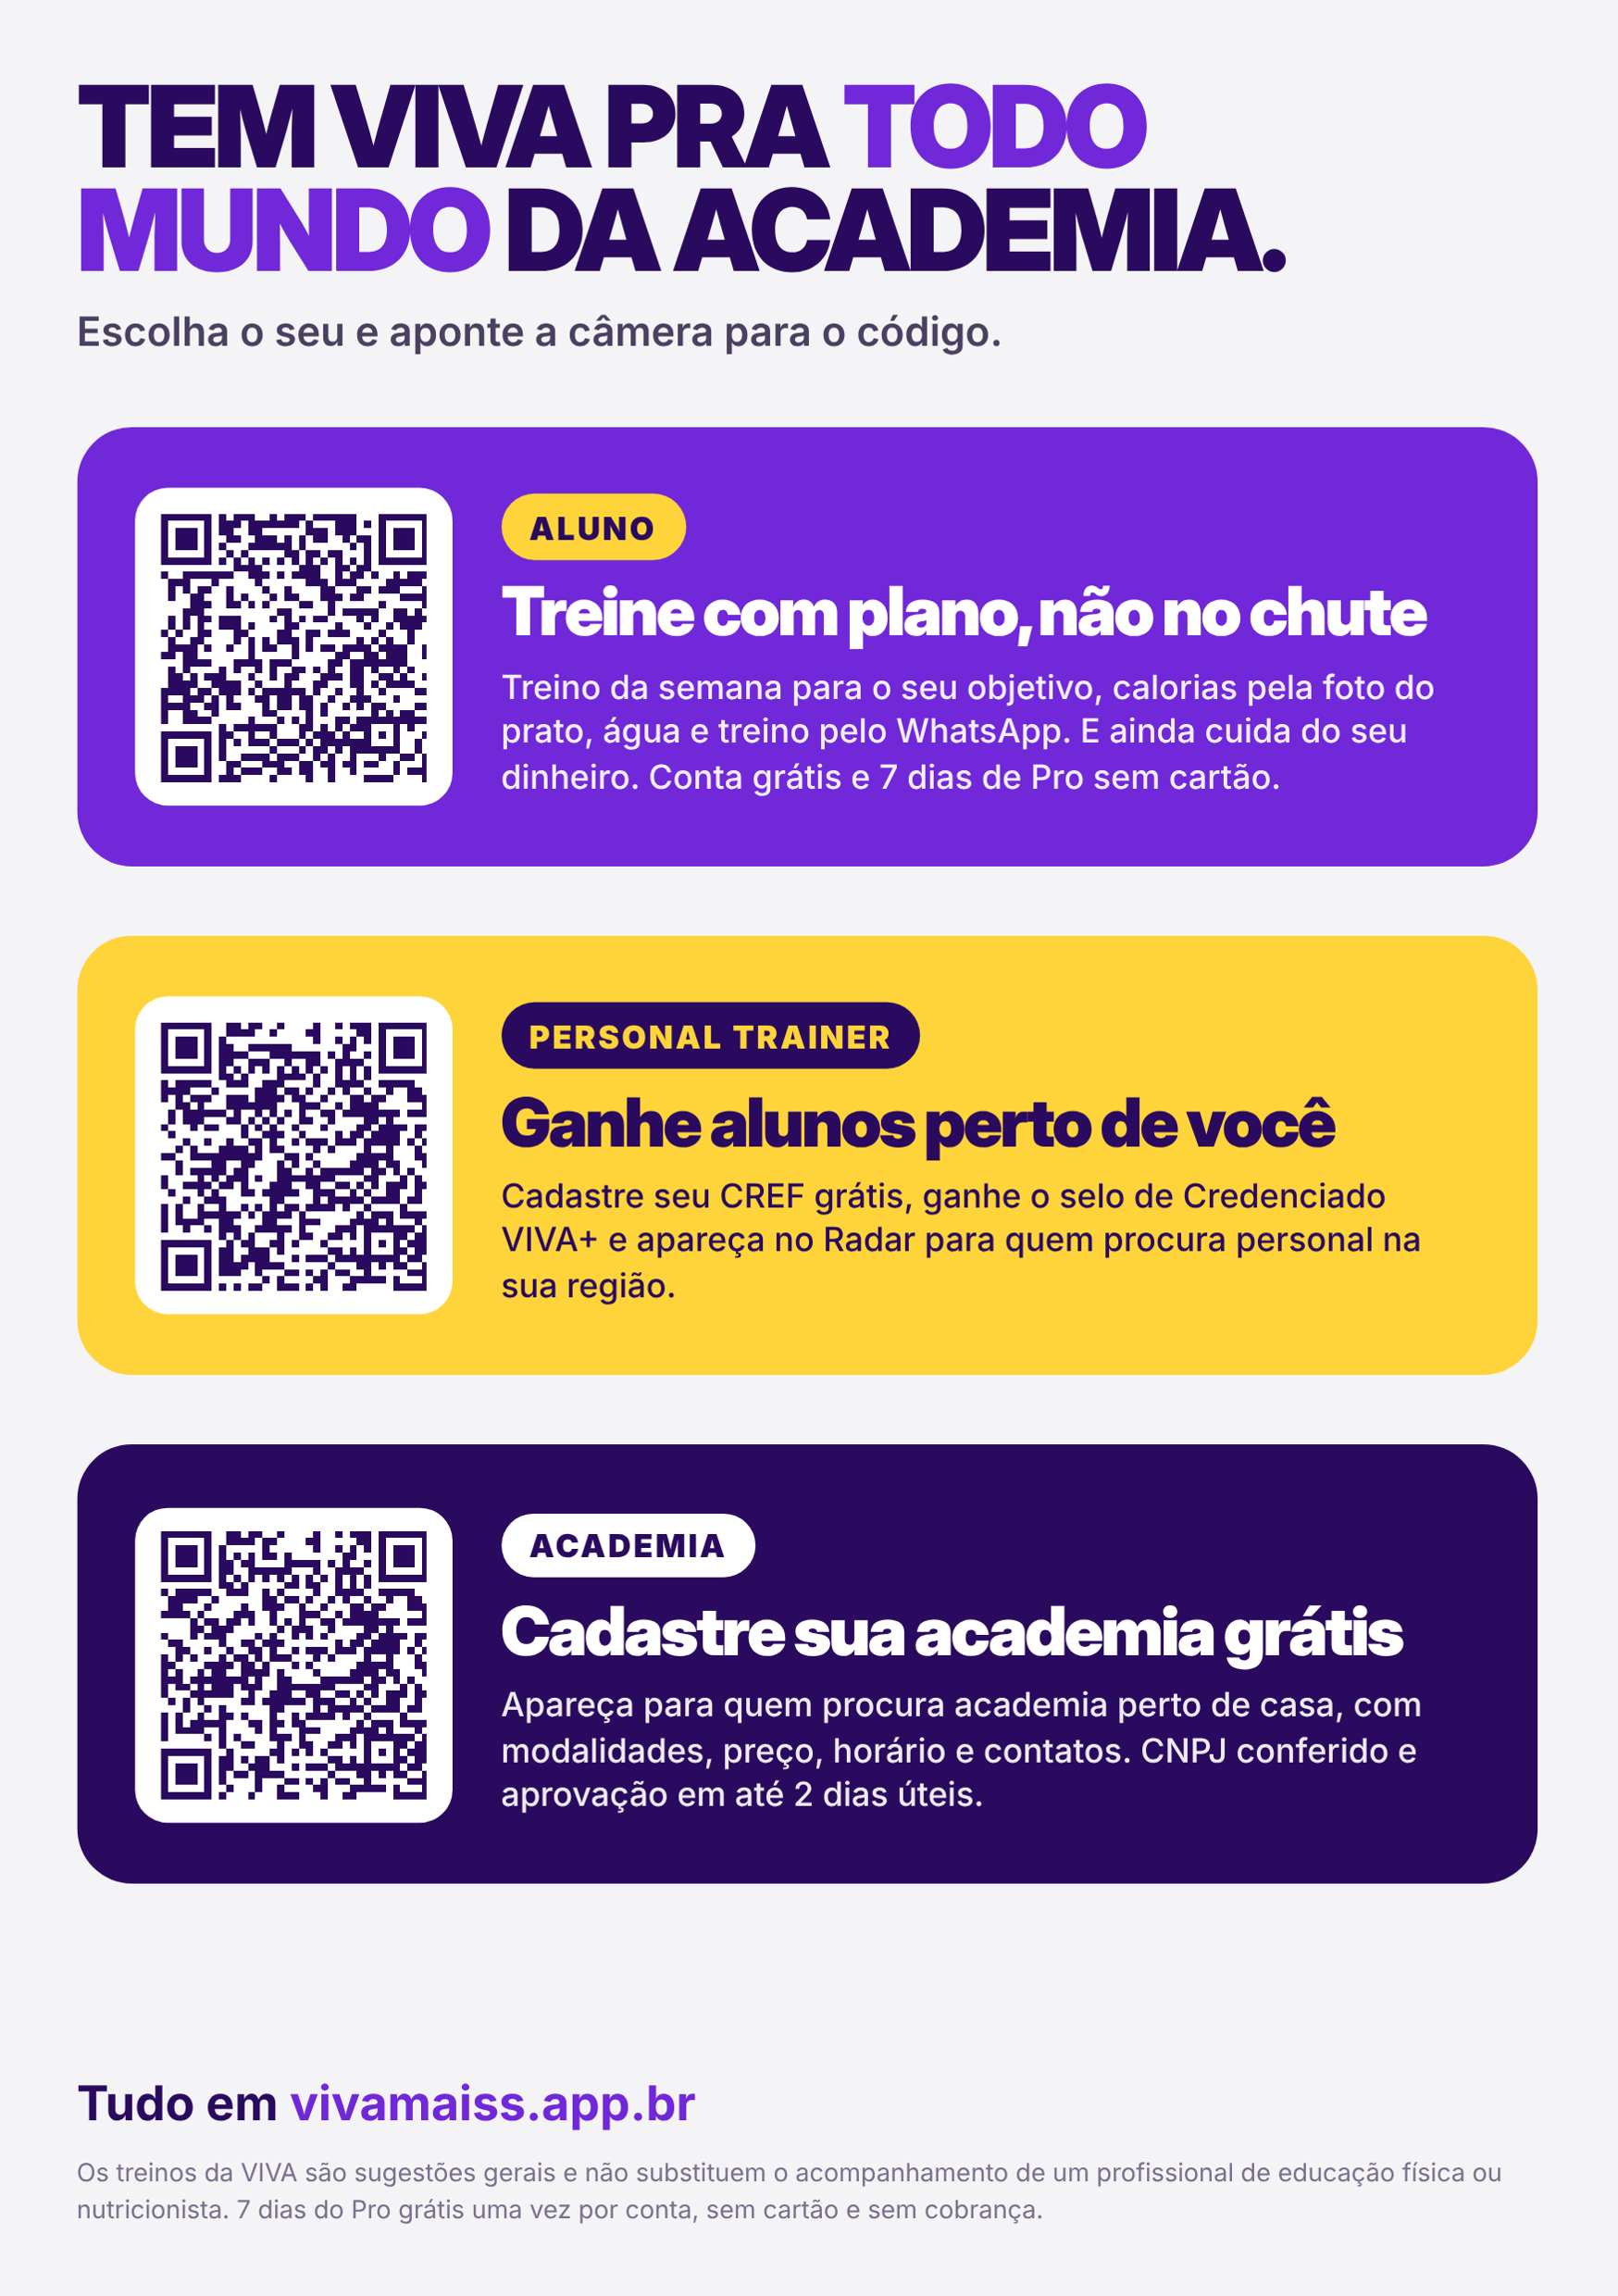 TEM VIVA PRA TODO
MUNDO DA ACADEMIA.
Escolha o seu e aponte a câmera para o código.
ALUNO
Treine com plano, não no chute
Treino da semana para o seu objetivo, calorias pela foto do
prato, água e treino pelo WhatsApp. E ainda cuida do seu
dinheiro. Conta grátis e 7 dias de Pro sem cartão.
PERSONAL TRAINER
Ganhe alunos perto de você
Cadastre seu CREF grátis, ganhe o selo de Credenciado
VIVA+ e apareça no Radar para quem procura personal na
sua região.
ACADEMIA
Cadastre sua academia grátis
Apareça para quem procura academia perto de casa, com
modalidades, preço, horário e contatos. CNPJ conferido e
aprovação em até 2 dias úteis.
Tudo em vivamaiss.app.br
Os treinos da VIVA são sugestões gerais e não substituem o acompanhamento de um profissional de educação física ou
nutricionista. 7 dias do Pro grátis uma vez por conta, sem cartão e sem cobrança.